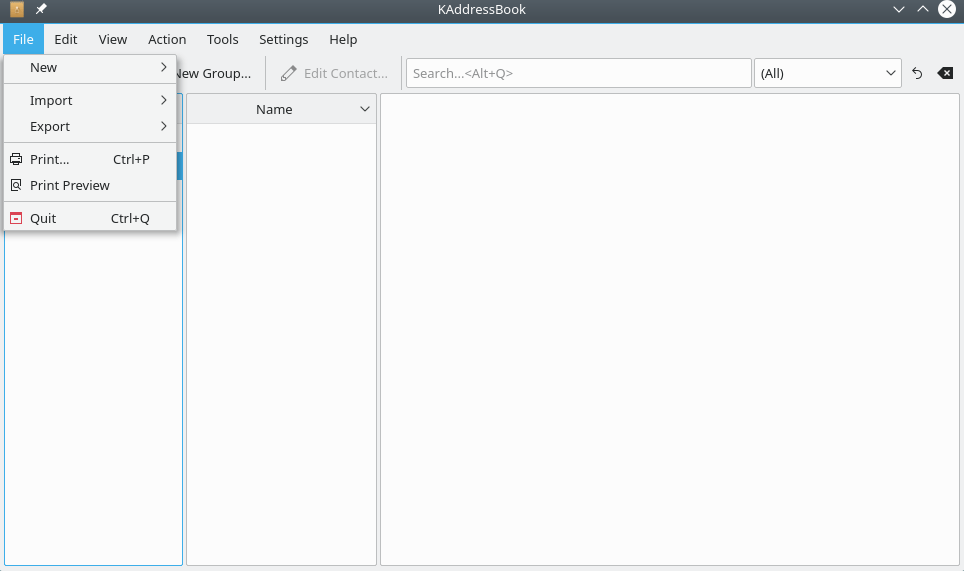 KAddressBook
File Edit View Action Tools Settings Help
New Group... Edit Contact... Search...<Alt+Q> (All)
New
Import
Export
Print... Ctrl+P
Print Preview
Quit Ctrl+Q
Name